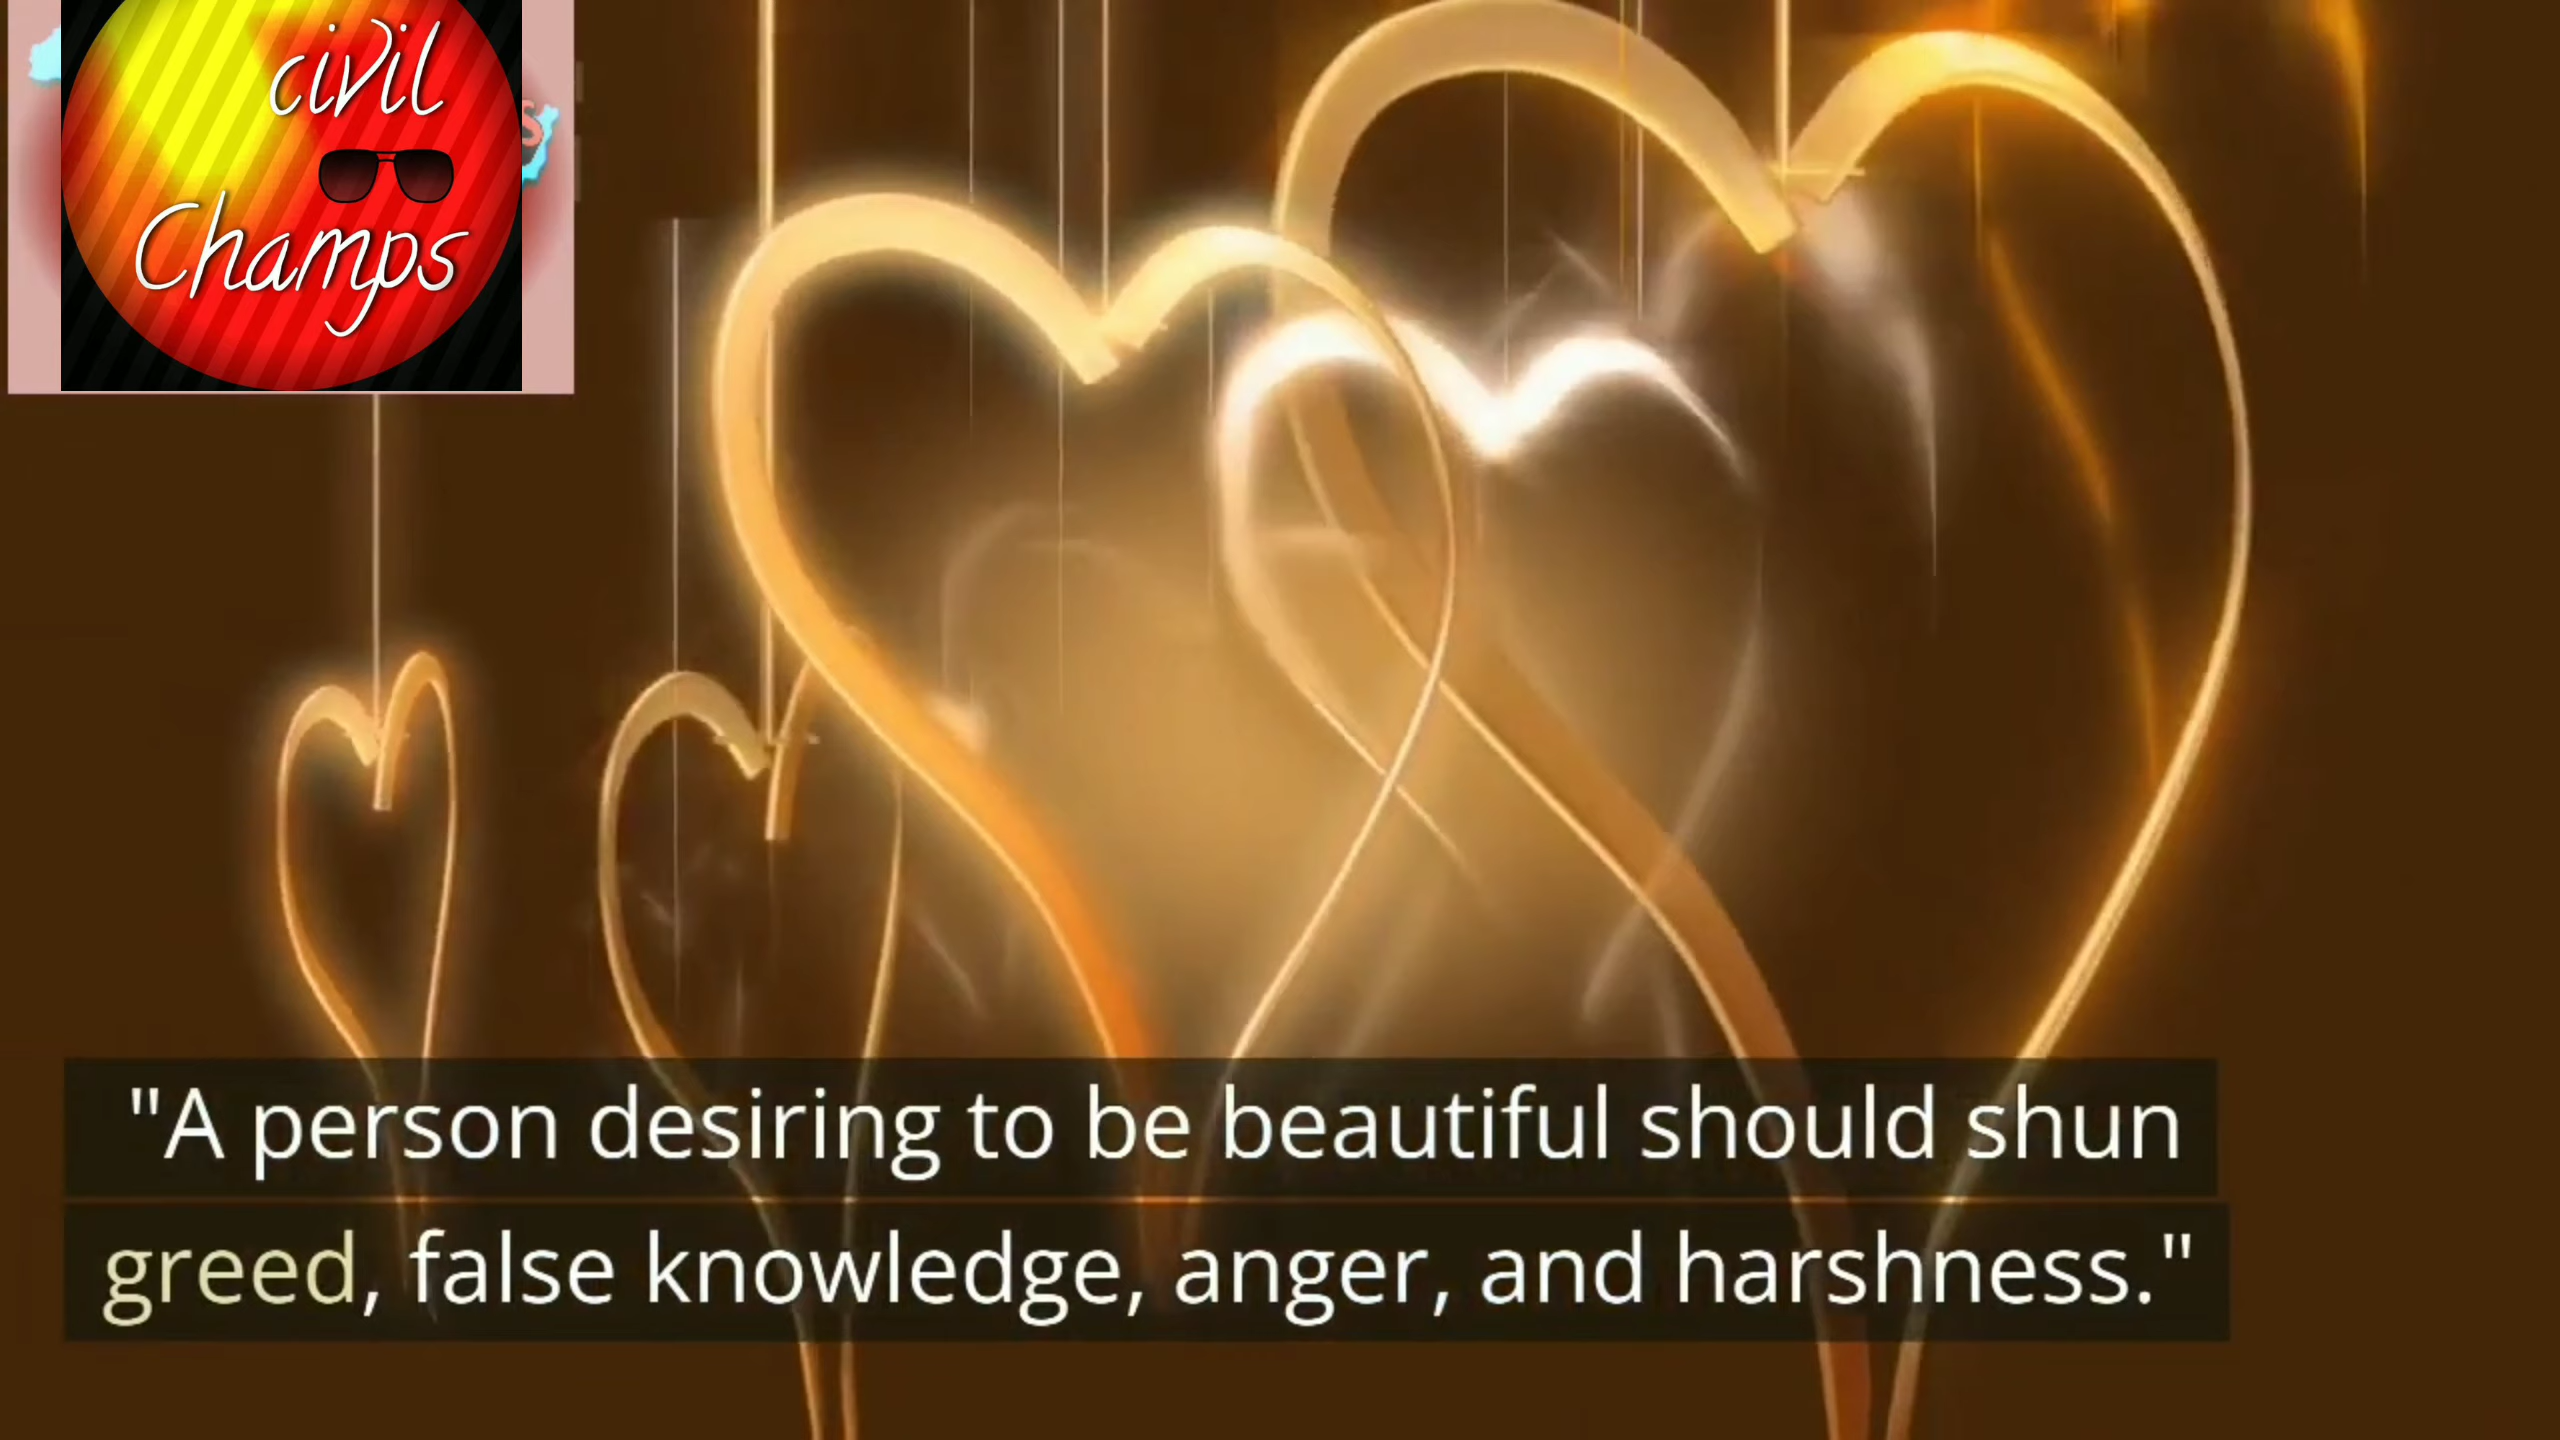 civil
Champs
"A person desiring to be beautiful should shun
greed, false knowledge, anger, and harshness."